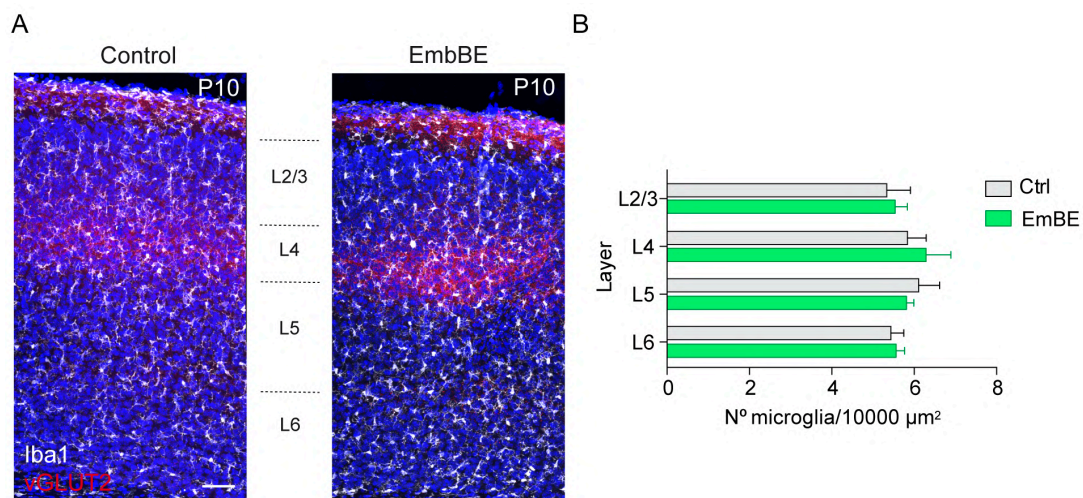 A
B
Control
EmbBE
P10
P10
L2/3
L4
L5
L6
Iba1
vGLUT2
Layer
L2/3
L4
L5
L6
0
2
4
6
8
Nº microglia/10000 µm²
Ctrl
EmBE